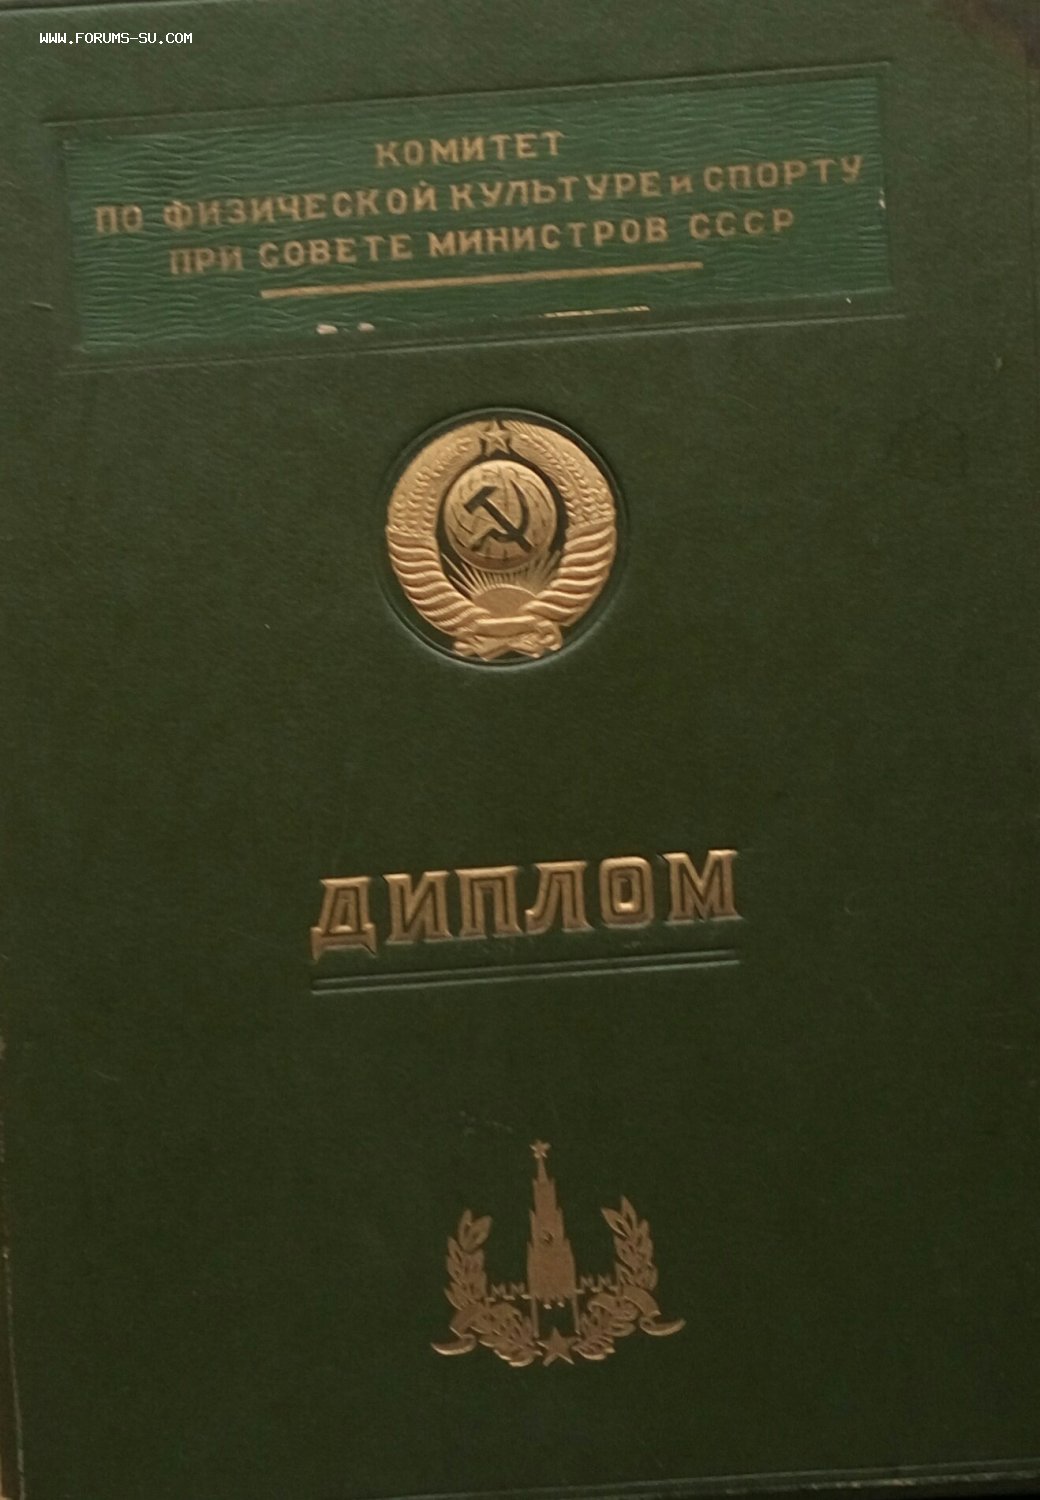 WWW.FORUMS-SU.COM
КОМИТЕТ
ПО ФИЗИЧЕСКОЙ КУЛЬТУРЕ и СПОРТУ
ПРИ СОВЕТЕ МИНИСТРОВ СССР
ДИПЛОМ